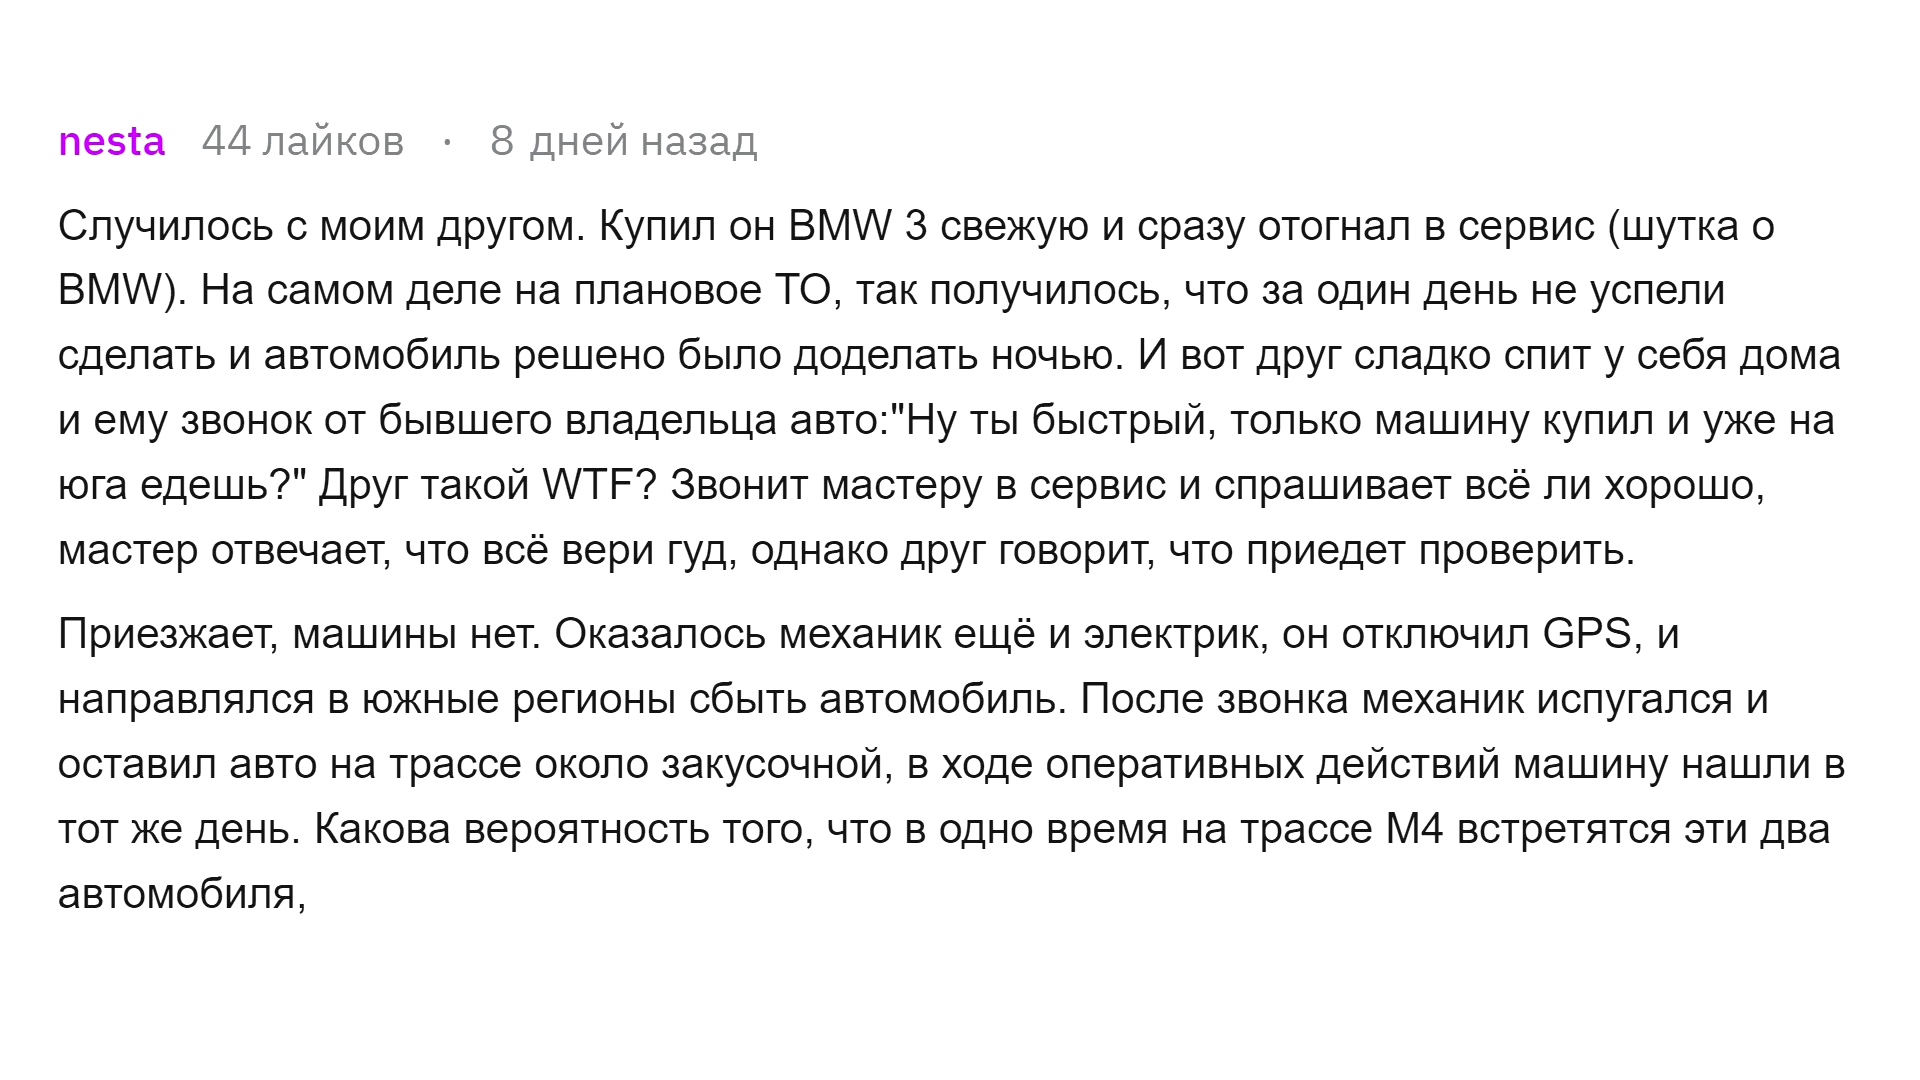 nesta 44 лайков · 8 дней назад
Случилось с моим другом. Купил он BMW 3 свежую и сразу отогнал в сервис (шутка о
BMW). На самом деле на плановое ТО, так получилось, что за один день не успели
сделать и автомобиль решено было доделать ночью. И вот друг сладко спит у себя дома
и ему звонок от бывшего владельца авто:"Ну ты быстрый, только машину купил и уже на
юга едешь?" Друг такой WTF? Звонит мастеру в сервис и спрашивает всё ли хорошо,
мастер отвечает, что всё вери гуд, однако друг говорит, что приедет проверить.
Приезжает, машины нет. Оказалось механик ещё и электрик, он отключил GPS, и
направлялся в южные регионы сбыть автомобиль. После звонка механик испугался и
оставил авто на трассе около закусочной, в ходе оперативных действий машину нашли в
тот же день. Какова вероятность того, что в одно время на трассе М4 встретятся эти два
автомобиля,